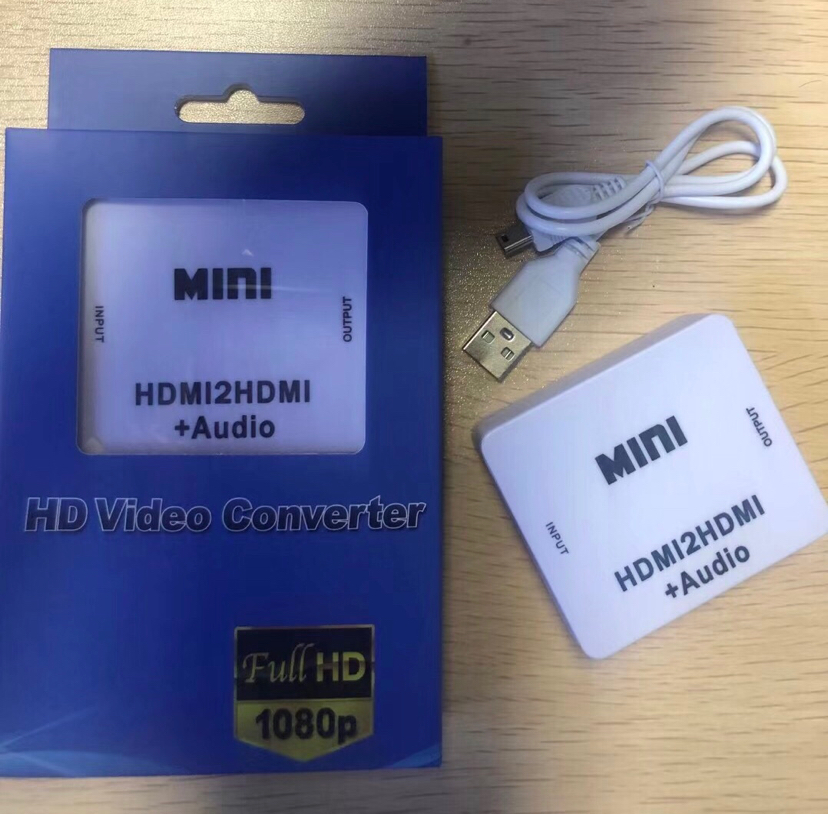 MINI
INPUT
OUTPUT
HDMI2HDMI
+Audio
HD Video Converter
Full HD
1080p
MINI
INPUT
OUTPUT
HDMI2HDMI
+Audio